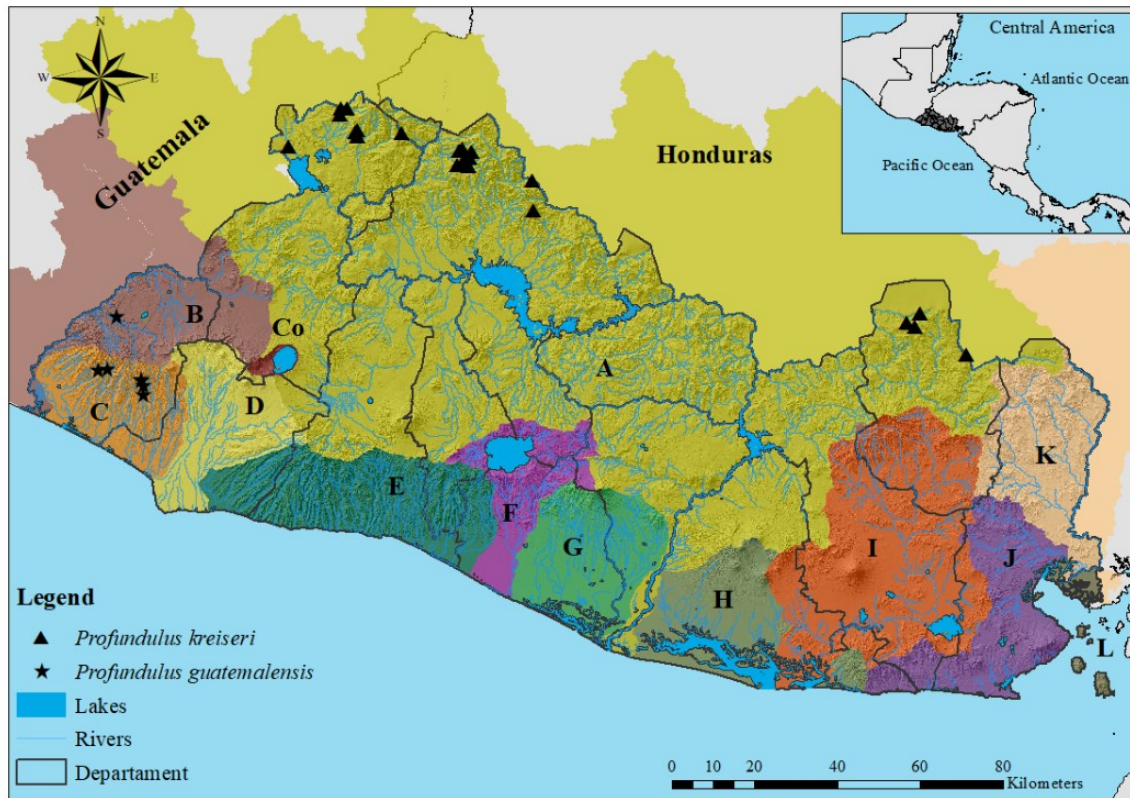 N
W E
S
Central America
Atlantic Ocean
Pacific Ocean
Guatemala
Honduras
B
Co
A
C
D
K
E
F
G
I
J
H
L
Legend
Profundulus kreiseri
Profundulus guatemalensis
Lakes
Rivers
Departament
0 5 10 20 40 60 80
Kilometers